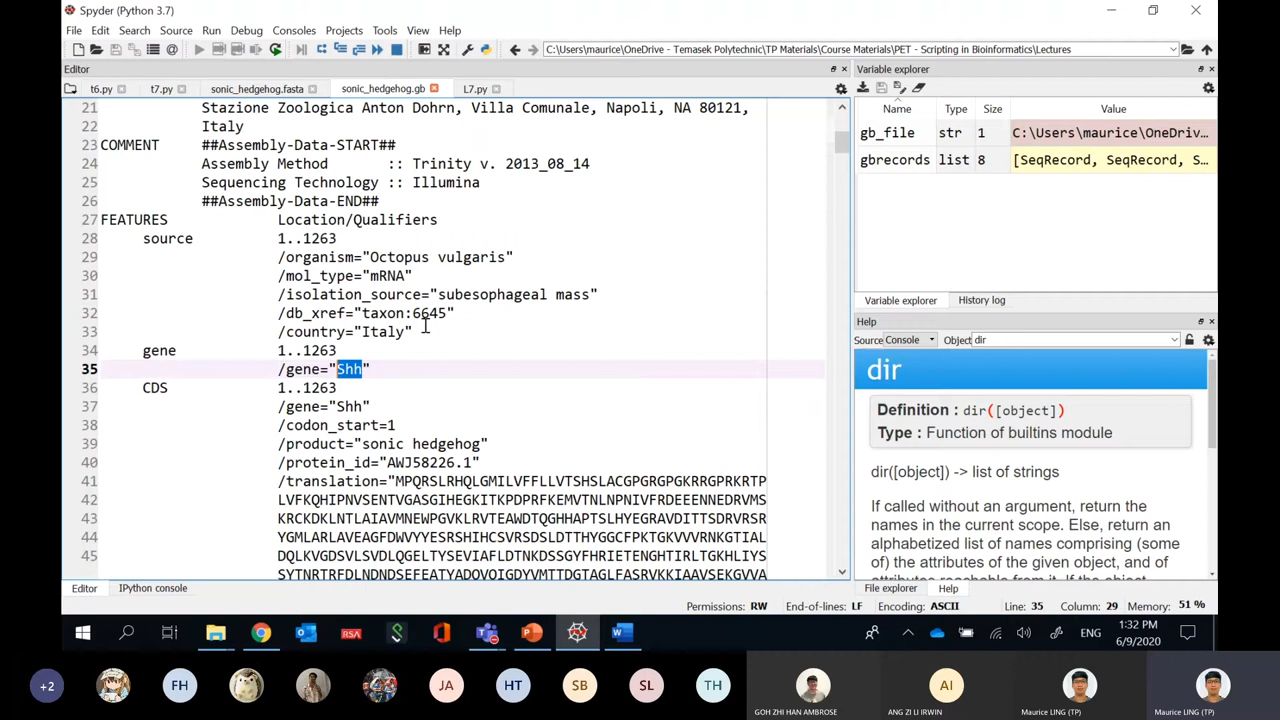 Spyder (Python 3.7)
File Edit Search Source Run Debug Consoles Projects Tools View Help
C:\Users\maurice\OneDrive - Temasek Polytechnic\TP Materials\Course Materials\PET - Scripting in Bioinformatics\Lectures
Editor
t6.py t7.py sonic_hedgehog.fasta sonic_hedgehog.gb L7.py
21 Stazione Zoologica Anton Dohrn, Villa Comunale, Napoli, NA 80121,
22 Italy
23 COMMENT ##Assembly-Data-START##
24 Assembly Method :: Trinity v. 2013_08_14
25 Sequencing Technology :: Illumina
26 ##Assembly-Data-END##
27 FEATURES Location/Qualifiers
28 source 1..1263
29 /organism="Octopus vulgaris"
30 /mol_type="mRNA"
31 /isolation_source="subesophageal mass"
32 /db_xref="taxon:6645"
33 /country="Italy"
34 gene 1..1263
35 /gene="Shh"
36 CDS 1..1263
37 /gene="Shh"
38 /codon_start=1
39 /product="sonic hedgehog"
40 /protein_id="AWJ58226.1"
41 /translation="MPQRSLRHQLGMILVFFLLVTSHSLACGPGRGPGKRGRRPGRKRTP
42 LVFKQHIPNVSENTVGASGIHEGKITKPDPRFKEMVTNLNPNIVFRDEEENNEDRVMS
43 KRCKDKLNTLAIAVMNEWPGVKLRVTEAWDTQGHHAPTSLHYEGRAVDITTSDRVRSR
44 YGMLARLAVEAGFDWVYYESRSHIHCSVRSDSLDTTHYGGCFPKTGKVVVRNKGTIAL
45 DQLKVGDSVLSVDLQGELTYSEVIAFLDTNKDSSGYFHRIETENGHTIRLTGKHLIYS
SYTNRTRFDLNDNDSEFEATYADQVQIGDYVMTTDGTAGLFASRVKKIAVSEKGVVA
Editor IPython console
Variable explorer
Name Type Size Value
gb_file str 1 C:\Users\maurice\OneDriv…
gbrecords list 8 [SeqRecord, SeqRecord, S…
Variable explorer History log
Help
Source Console Object dir
dir
Definition : dir([object])
Type : Function of builtins module
dir([object]) -> list of strings
If called without an argument, return the
names in the current scope. Else, return an
alphabetized list of names comprising (some
of) the attributes of the given object, and of
attributes reachable from it. If the object
File explorer Help
Permissions: RW End-of-lines: LF Encoding: ASCII Line: 35 Column: 29 Memory: 51 %
RSA
ENG
1:32 PM
6/9/2020
+2 FH JA HT SB SL TH AI
GOH ZHI HAN AMBROSE ANG ZI LI IRWIN Maurice LING (TP) Maurice LING (TP)